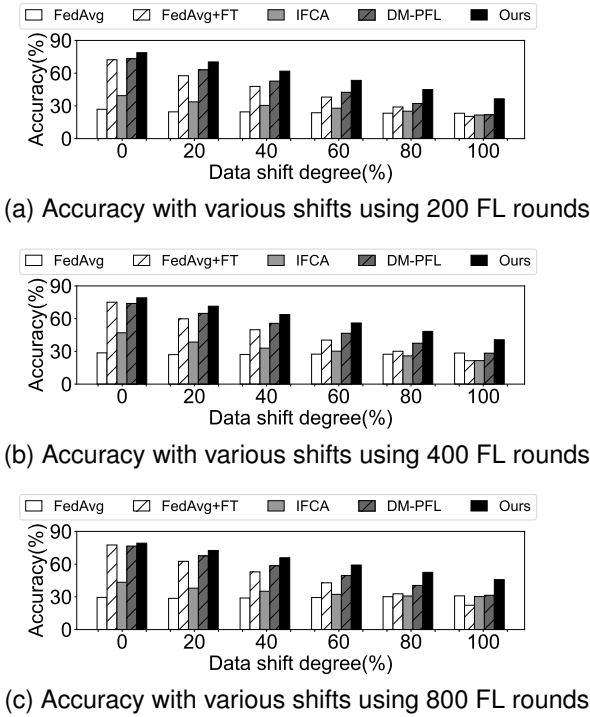 FedAvg FedAvg+FT IFCA DM-PFL Ours
90
60
30
0
Accuracy(%)
0 20 40 60 80 100
Data shift degree(%)
(a) Accuracy with various shifts using 200 FL rounds
FedAvg FedAvg+FT IFCA DM-PFL Ours
90
60
30
0
Accuracy(%)
0 20 40 60 80 100
Data shift degree(%)
(b) Accuracy with various shifts using 400 FL rounds
FedAvg FedAvg+FT IFCA DM-PFL Ours
90
60
30
0
Accuracy(%)
0 20 40 60 80 100
Data shift degree(%)
(c) Accuracy with various shifts using 800 FL rounds